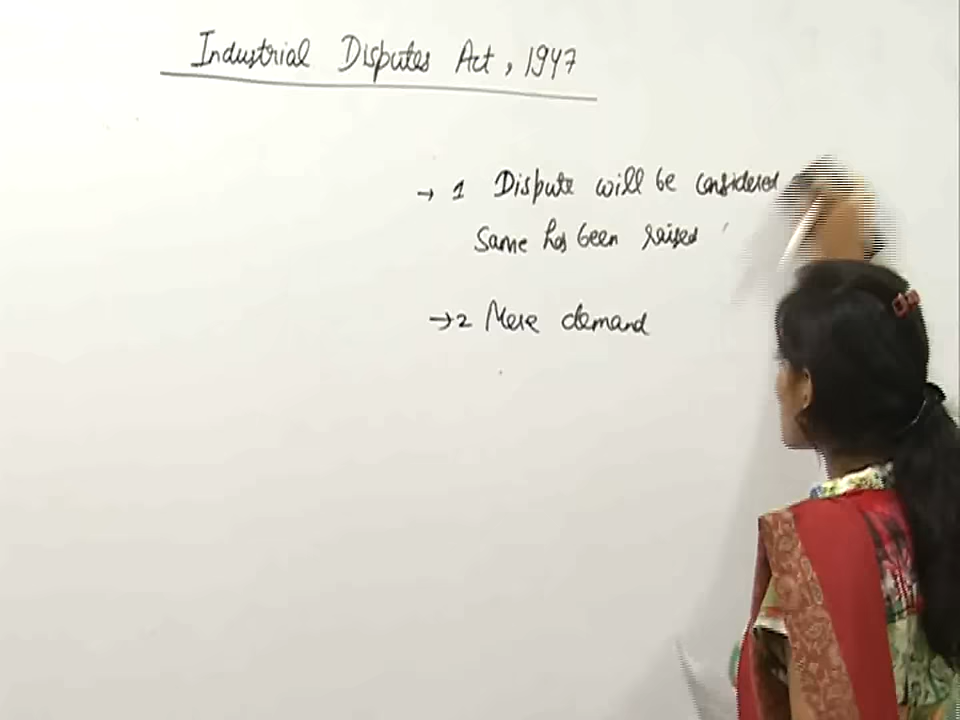 Industrial Disputes Act, 1947
→ 1 Dispute will be considered
Same has been raised
→ 2 Mere demand